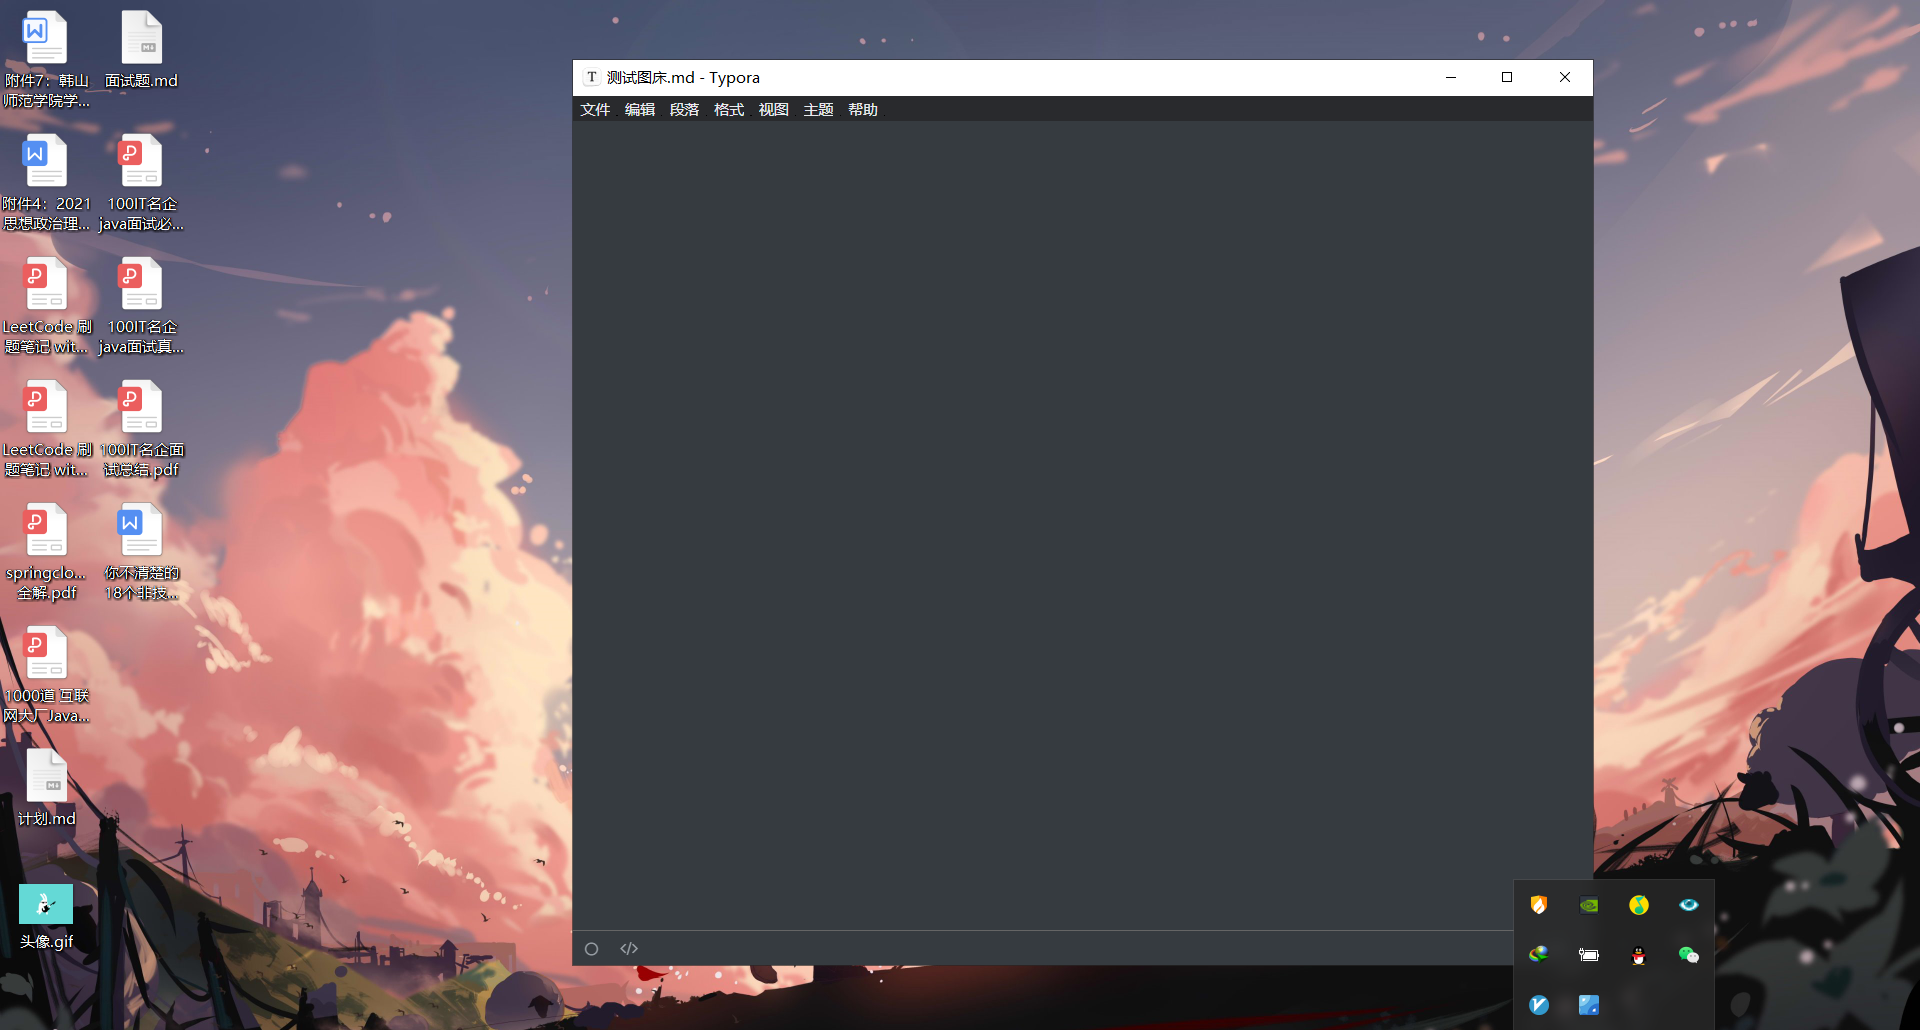 附件7：韩山
师范学院学...
面试题.md
附件4：2021
思想政治理...
100IT名企
java面试必...
LeetCode 刷
题笔记 wit...
100IT名企
java面试真...
LeetCode 刷
题笔记 wit...
100IT名企面
试总结.pdf
springclo...
全解.pdf
你不清楚的
18个非技...
1000道 互联
网大厂Java...
计划.md
头像.gif
T 测试图床.md - Typora
文件 编辑 段落 格式 视图 主题 帮助
</>